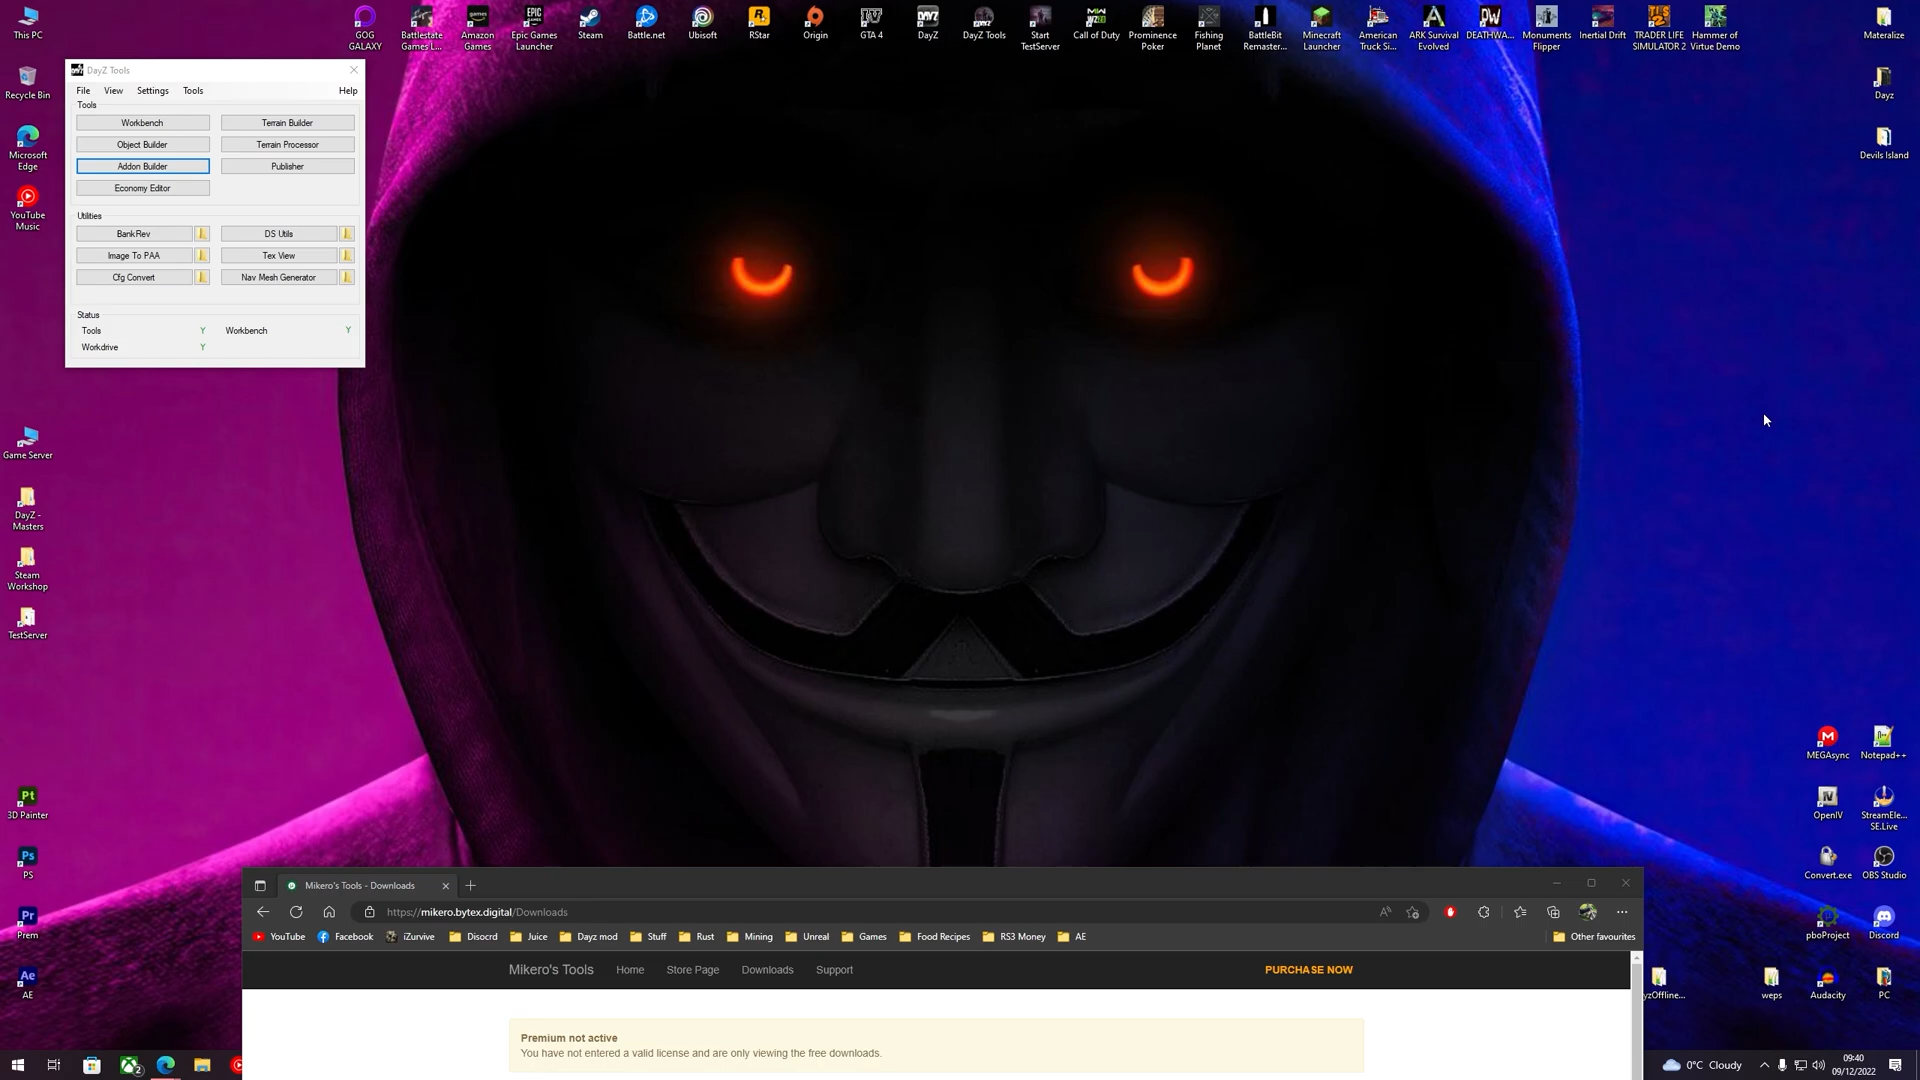 This PC
GOG GALAXY
Battlestate Games L...
Amazon Games
Epic Games Launcher
Steam
Battle.net
Ubisoft
RStar
Origin
GTA 4
DayZ
DayZ Tools
Start TestServer
Call of Duty
Prominence Poker
Fishing Planet
BattleBit Remaster...
Minecraft Launcher
American Truck Si...
ARK Survival Evolved
DEATHWA...
Monuments Flipper
Inertial Drift
TRADER LIFE SIMULATOR 2
Hammer of Virtue Demo
Materalize
Recycle Bin
Dayz
Microsoft Edge
Devils Island
YouTube Music
DayZ Tools
File View Settings Tools Help
Tools
Workbench Terrain Builder
Object Builder Terrain Processor
Addon Builder Publisher
Economy Editor
Utilities
BankRev DS Utils
Image To PAA Tex View
Cfg Convert Nav Mesh Generator
Status
Tools Y Workbench Y
Workdrive Y
Game Server
DayZ - Masters
Steam Workshop
TestServer
MEGAsync Notepad++
3D Painter
OpenIV
StreamEle... SE.Live
PS
Convert.exe OBS Studio
Prem
pboProject Discord
AE
yzOffline... weps Audacity PC
Mikero's Tools - Downloads
https://mikero.bytex.digital/Downloads
YouTube Facebook iZurvive Disocrd Juice Dayz mod Stuff Rust Mining Unreal Games Food Recipes RS3 Money AE Other favourites
Mikero's Tools Home Store Page Downloads Support PURCHASE NOW
Premium not active
You have not entered a valid license and are only viewing the free downloads.
2
0°C Cloudy
09:40
09/12/2022